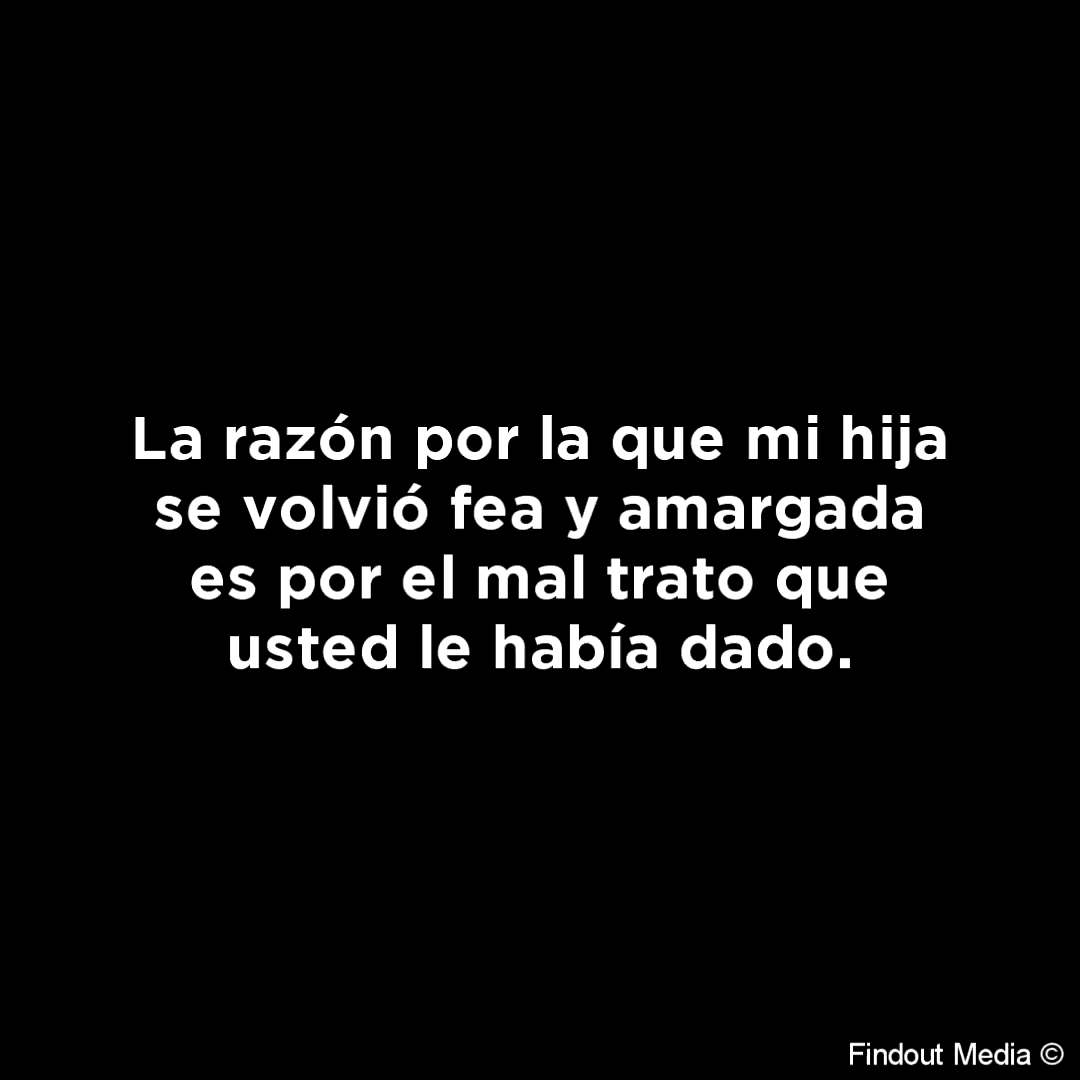 La razón por la que mi hija
se volvió fea y amargada
es por el mal trato que
usted le había dado.
Findout Media ©